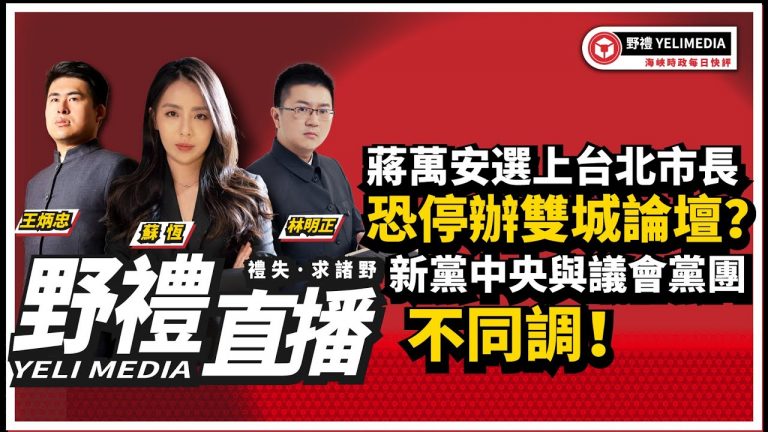 野禮 YELIMEDIA
海峽時政每日快評
蔣萬安選上台北市長
恐停辦雙城論壇?
新黨中央與議會黨團
不同調!
王炳忠
蘇恆
林明正
禮失·求諸野
野禮
直播
YELI MEDIA